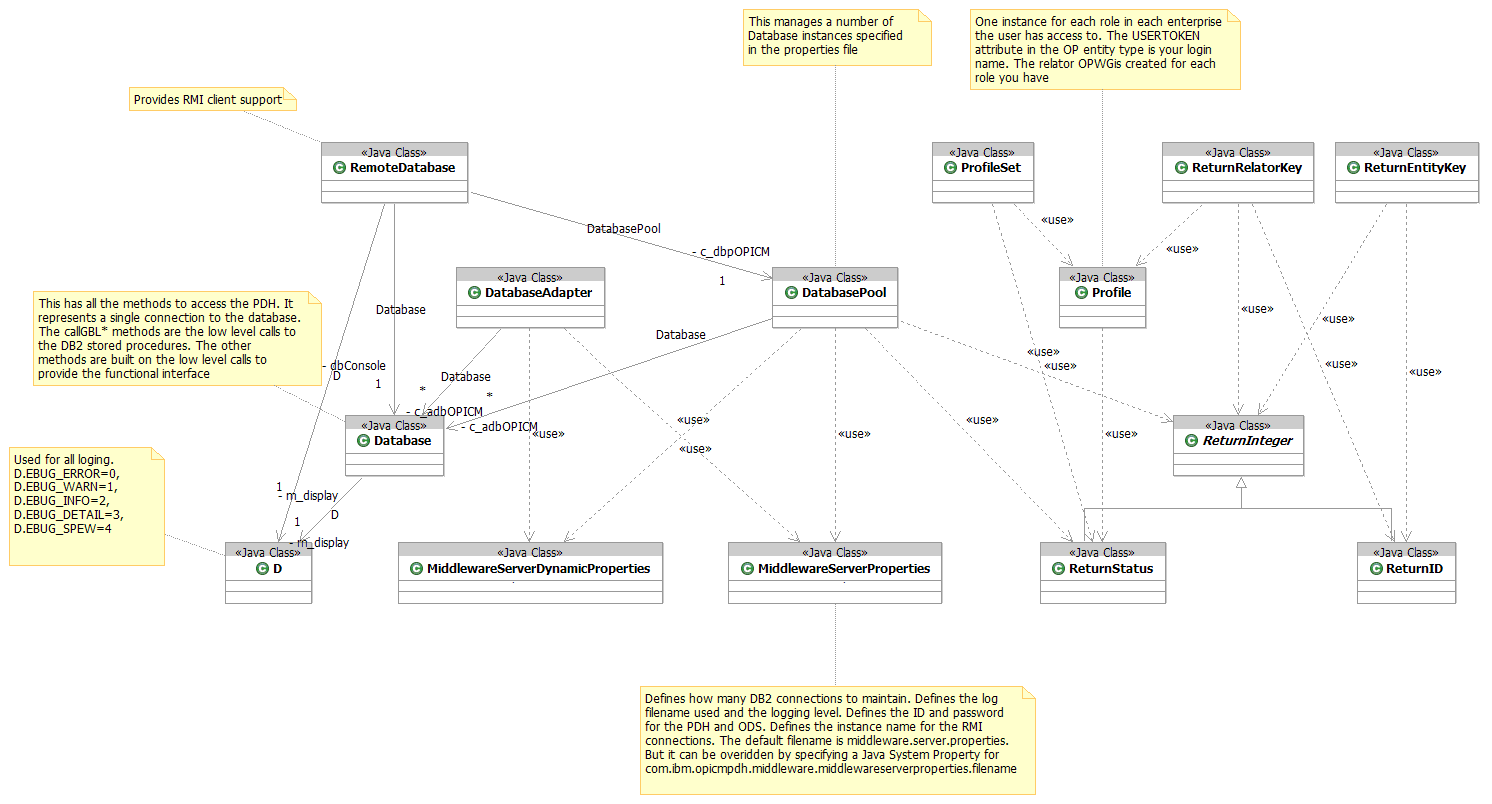 This manages a number of
Database instances specified
in the properties file
One instance for each role in each enterprise
the user has access to. The USERTOKEN
attribute in the OP entity type is your login
name. The relator OPWGis created for each
role you have
Provides RMI client support
«Java Class»
RemoteDatabase
«Java Class»
ProfileSet
«Java Class»
ReturnRelatorKey
«Java Class»
ReturnEntityKey
DatabasePool
- c_dbpOPICM
1
«use»
«use»
«Java Class»
DatabaseAdapter
«Java Class»
DatabasePool
«Java Class»
Profile
This has all the methods to access the PDH. It
represents a single connection to the database.
The callGBL* methods are the low level calls to
the DB2 stored procedures. The other
methods are built on the low level calls to
provide the functional interface
Database
Database
«use»
«use»
«use»
«use»
«use»
«use»
- dbConsole
D
1
Database
*
*
- c_adbOPICM
- c_adbOPICM
«Java Class»
Database
«Java Class»
ReturnInteger
«use»
«use»
«use»
«use»
«use»
«use»
Used for all loging.
D.EBUG_ERROR=0,
D.EBUG_WARN=1,
D.EBUG_INFO=2,
D.EBUG_DETAIL=3,
D.EBUG_SPEW=4
1
- m_display
D
1
- m_display
«Java Class»
D
«Java Class»
MiddlewareServerDynamicProperties
«Java Class»
MiddlewareServerProperties
«Java Class»
ReturnStatus
«Java Class»
ReturnID
Defines how many DB2 connections to maintain. Defines the log
filename used and the logging level. Defines the ID and password
for the PDH and ODS. Defines the instance name for the RMI
connections. The default filename is middleware.server.properties.
But it can be overidden by specifying a Java System Property for
com.ibm.opicmpdh.middleware.middlewareserverproperties.filename